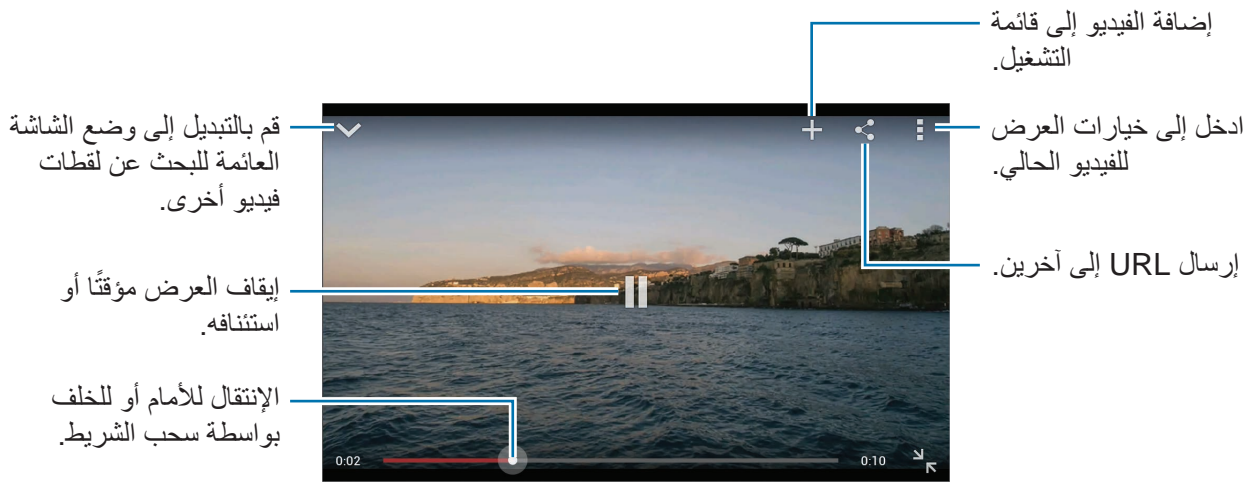 إضافة الفيديو إلى قائمة
التشغيل.
ادخل إلى خيارات العرض
للفيديو الحالي.
إرسال URL إلى آخرين.
قم بالتبديل إلى وضع الشاشة
العائمة للبحث عن لقطات
فيديو أخرى.
إيقاف العرض مؤقتًا أو
استئنافه.
الإنتقال للأمام أو للخلف
بواسطة سحب الشريط.
0:02
0:10